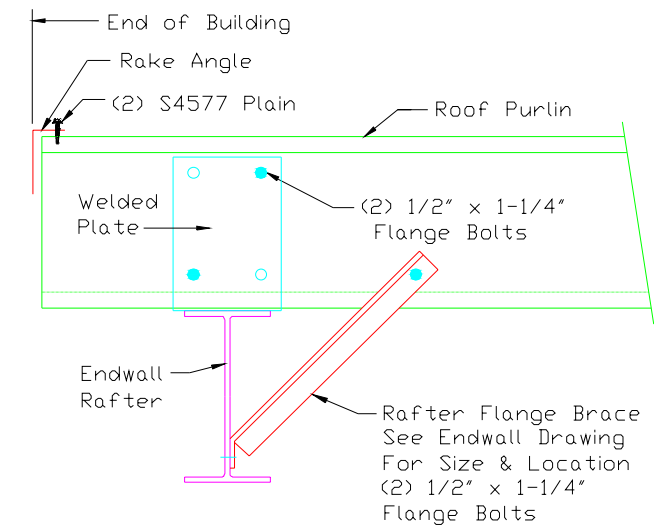 End of Building
Rake Angle
(2) S4577 Plain
Roof Purlin
Welded
Plate
(2) 1/2" x 1-1/4"
Flange Bolts
Endwall
Rafter
Rafter Flange Brace
See Endwall Drawing
For Size & Location
(2) 1/2" x 1-1/4"
Flange Bolts